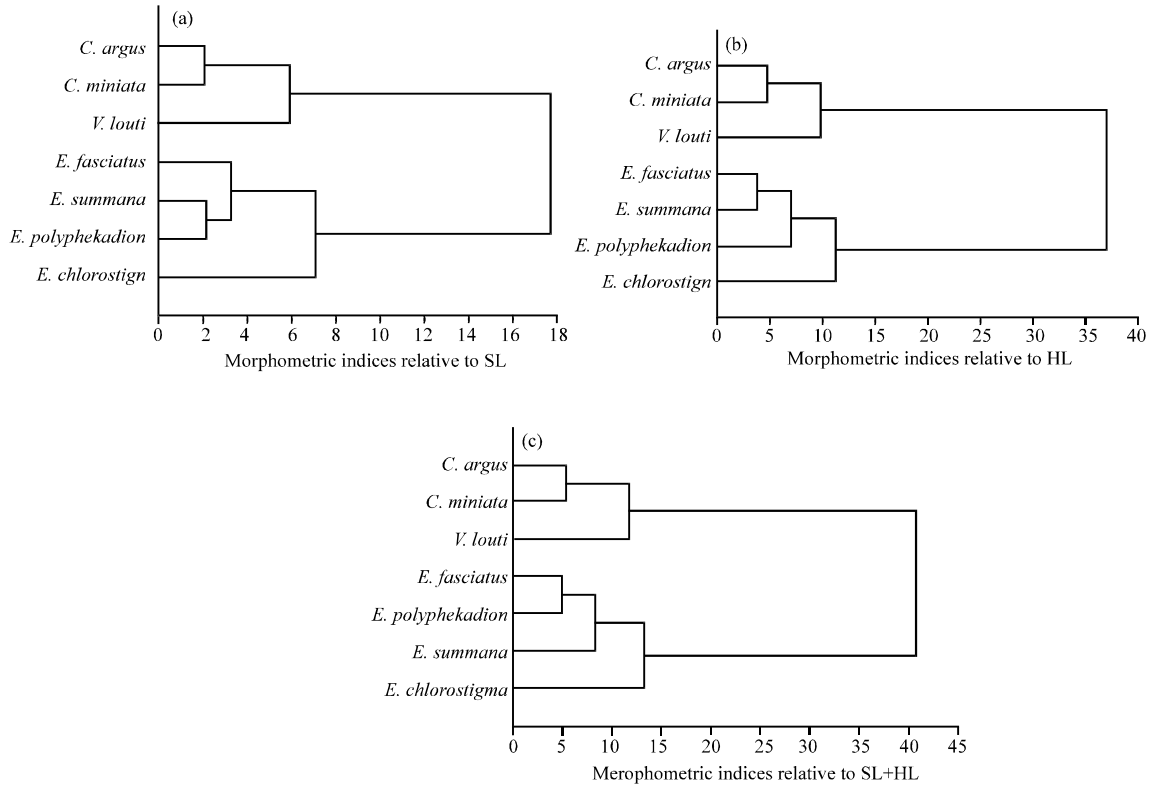 (a)
C. argus
C. miniata
V. louti
E. fasciatus
E. summana
E. polyphekadion
E. chlorostign
0 2 4 6 8 10 12 14 16 18
Morphometric indices relative to SL
(b)
C. argus
C. miniata
V. louti
E. fasciatus
E. summana
E. polyphekadion
E. chlorostign
0 5 10 15 20 25 30 35 40
Morphometric indices relative to HL
(c)
C. argus
C. miniata
V. louti
E. fasciatus
E. polyphekadion
E. summana
E. chlorostigma
0 5 10 15 20 25 30 35 40 45
Merophometric indices relative to SL+HL